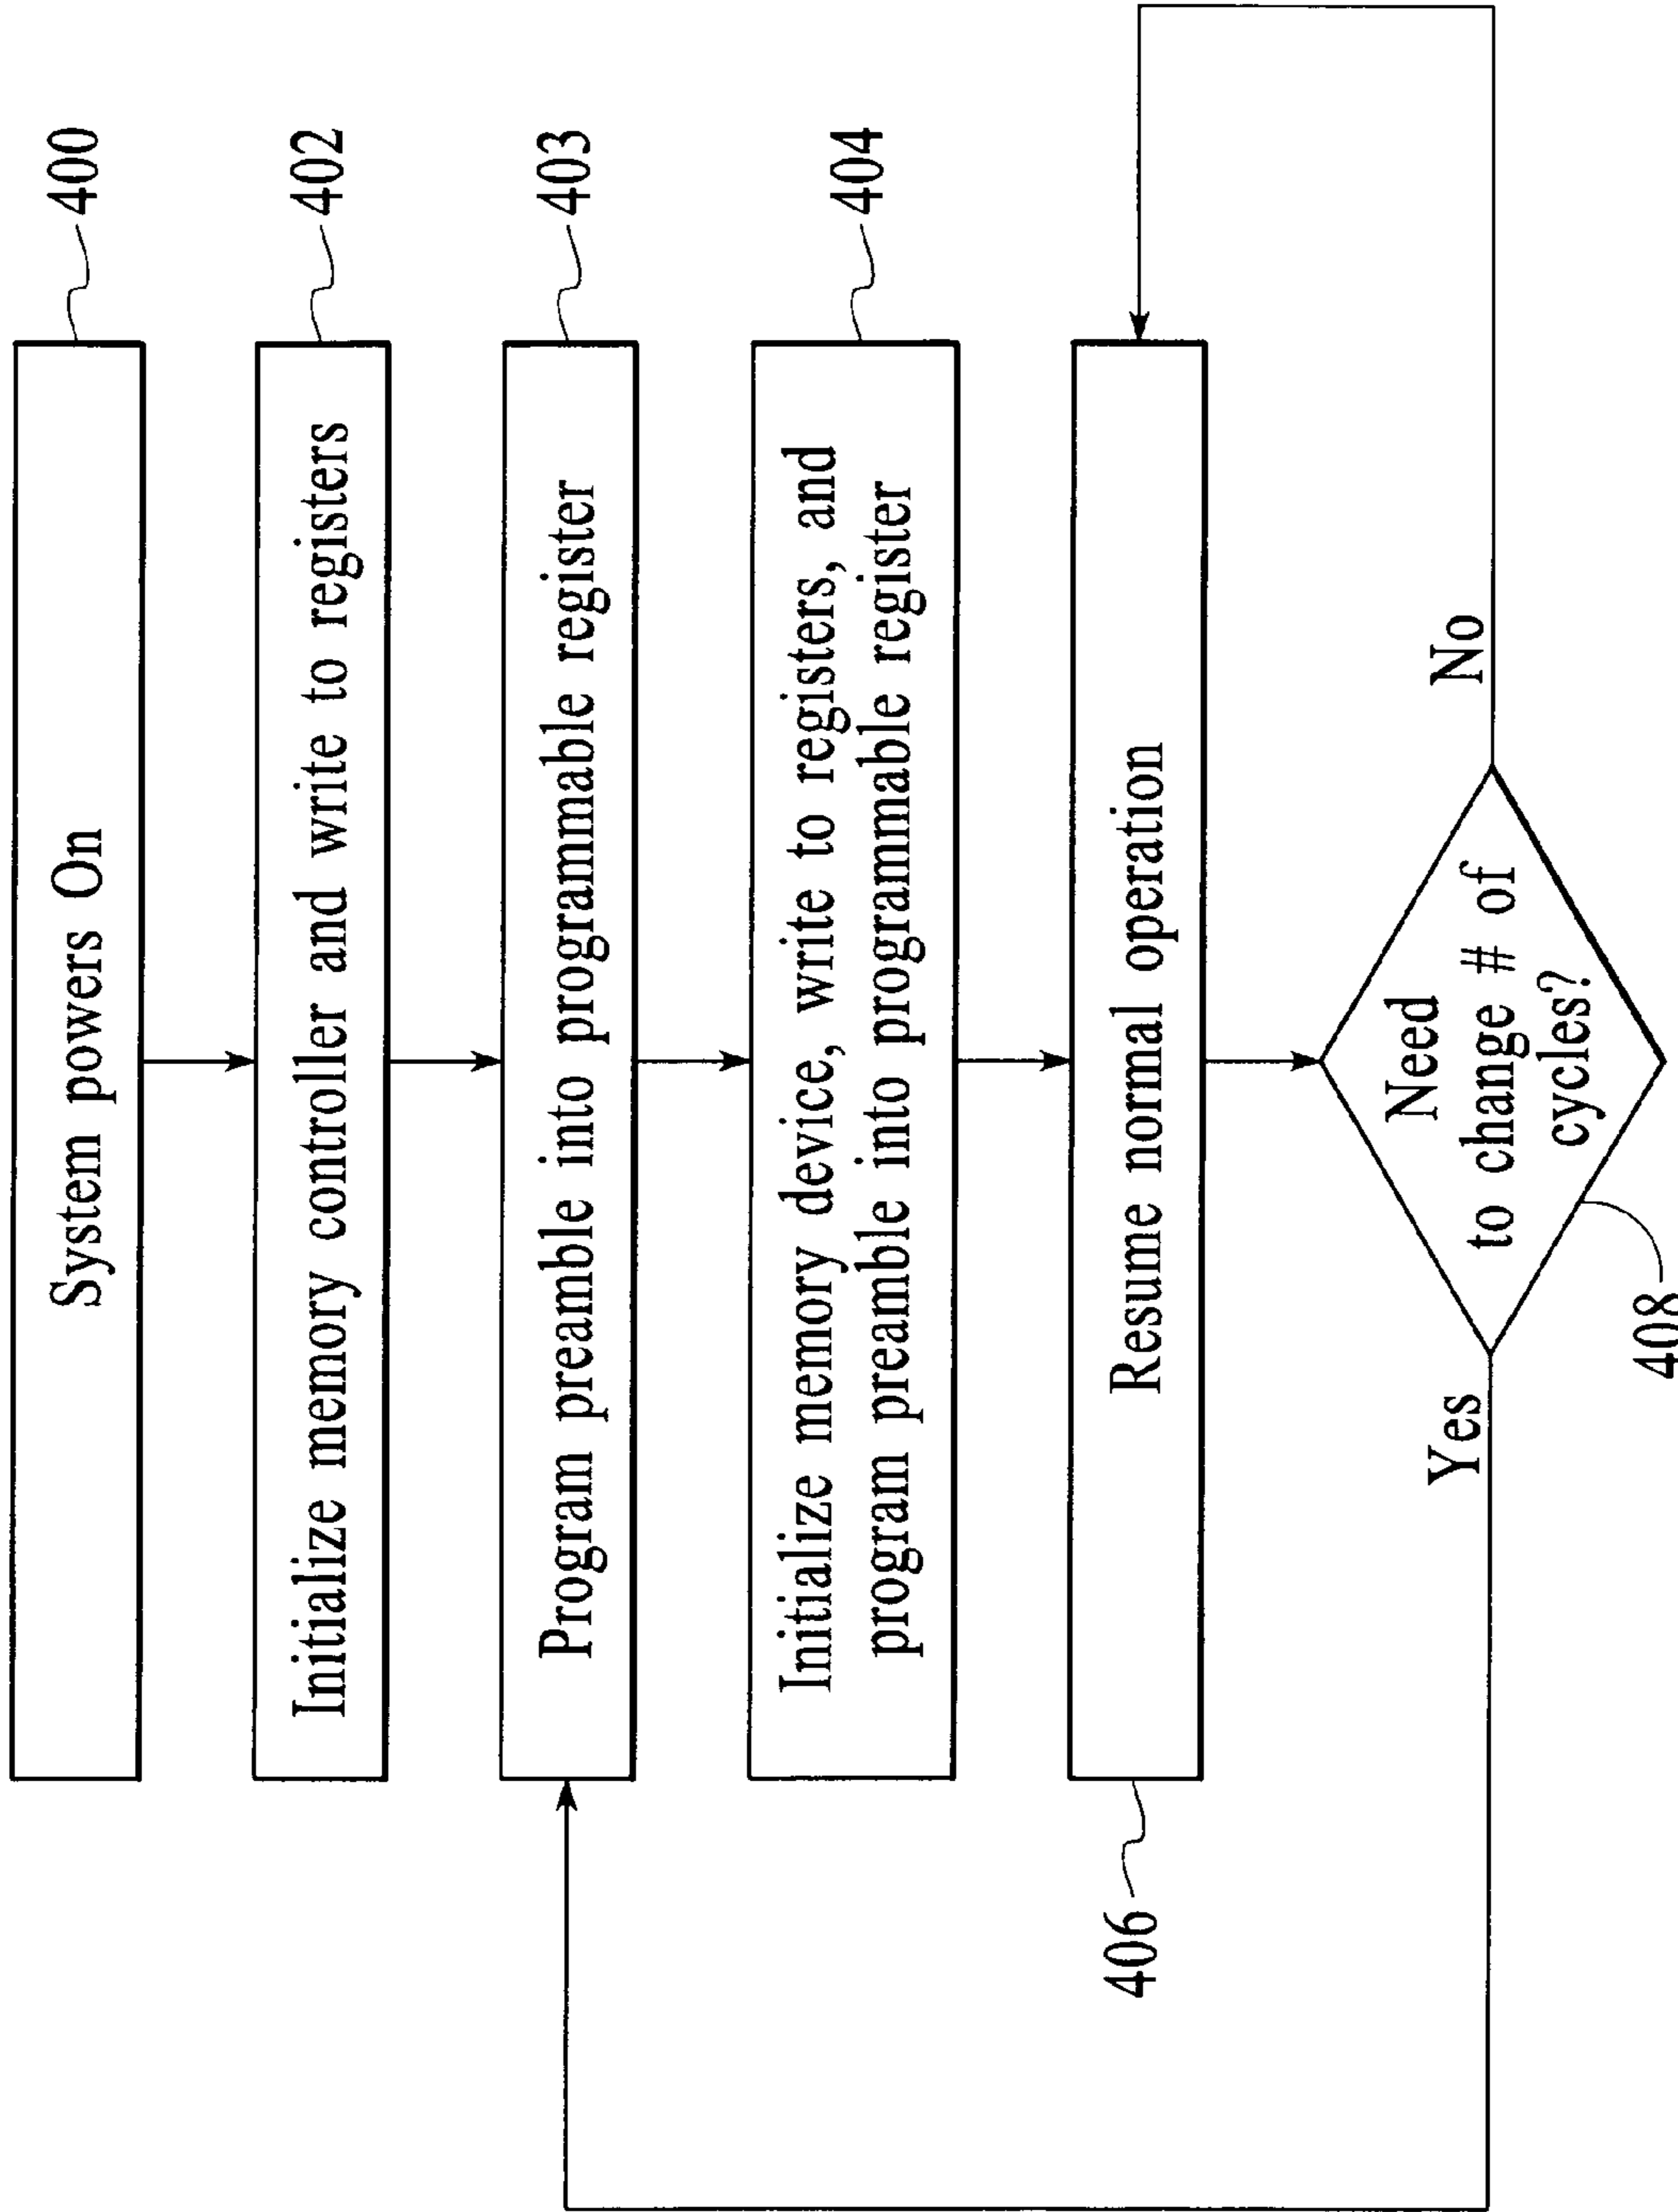 System powers On
400
Initialize memory controller and write to registers
402
Program preamble into programmable register
403
Initialize memory device, write to registers, and
program preamble into programmable register
404
Resume normal operation
406
Need
to change # of
cycles?
Yes
No
408